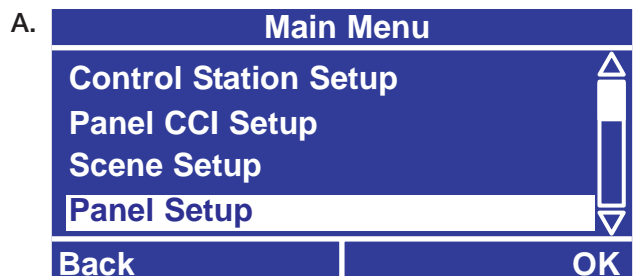 A.
Main Menu
Control Station Setup
Panel CCI Setup
Scene Setup
Panel Setup
Back OK